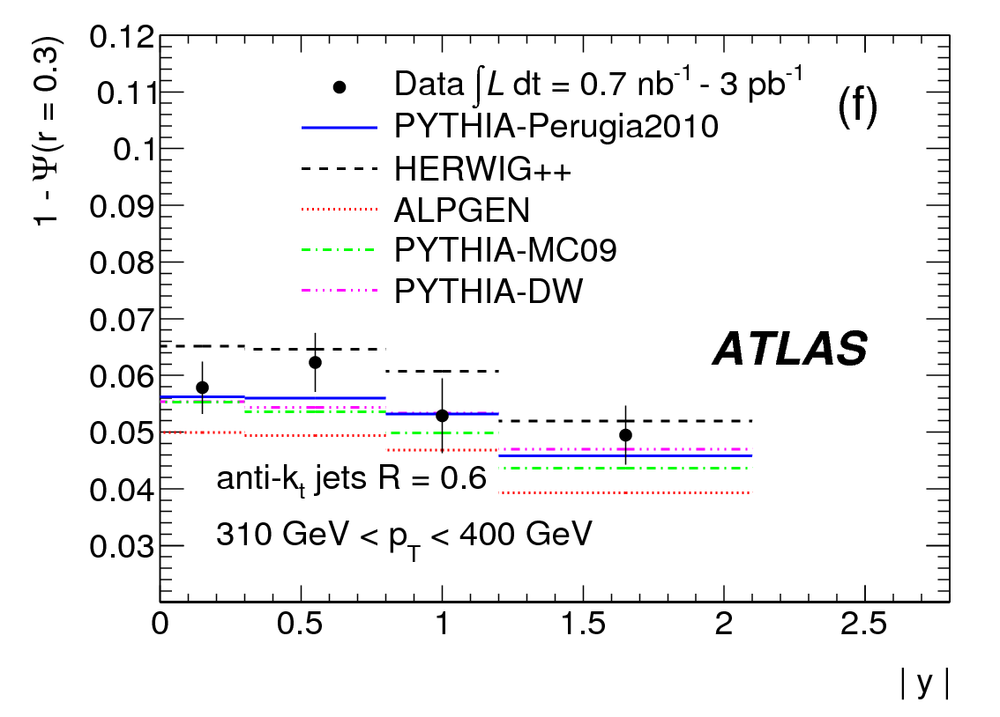 1 - Ψ(r = 0.3)
0.12
0.11
0.1
0.09
0.08
0.07
0.06
0.05
0.04
0.03
Data ∫L dt = 0.7 nb⁻¹ - 3 pb⁻¹
PYTHIA-Perugia2010
HERWIG++
ALPGEN
PYTHIA-MC09
PYTHIA-DW
(f)
ATLAS
anti-kₜ jets R = 0.6
310 GeV < p_T < 400 GeV
0 0.5 1 1.5 2 2.5
| y |